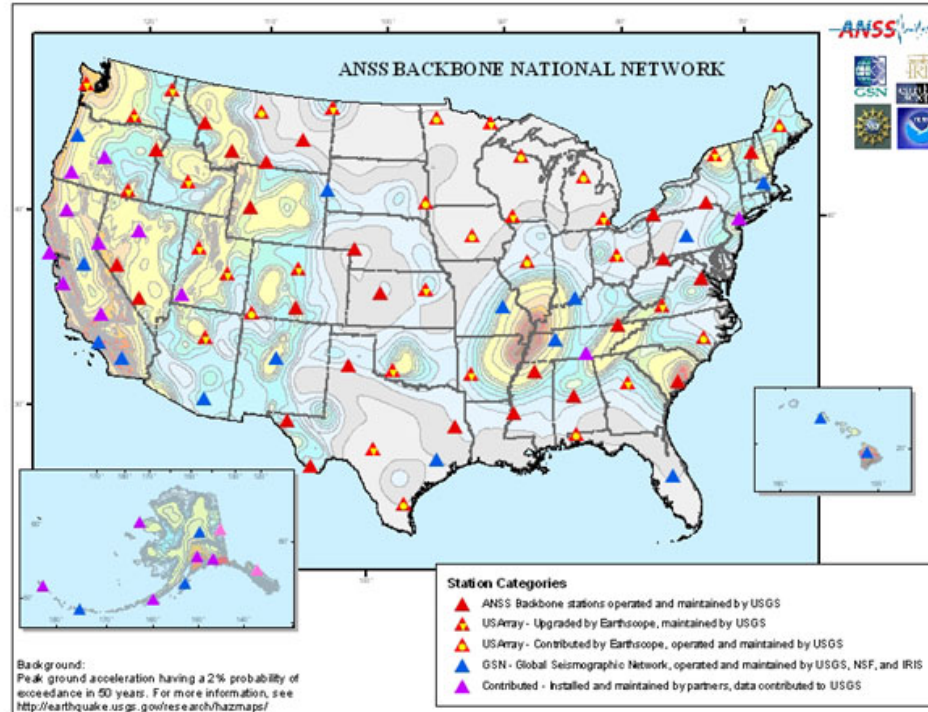 ANSS
ANSS BACKBONE NATIONAL NETWORK
GSN
Station Categories
ANSS Backbone stations operated and maintained by USGS
USArray - Upgraded by Earthscope, maintained by USGS
USArray - Contributed by Earthscope, operated and maintained by USGS
GSN - Global Seismographic Network, operated and maintained by USGS, NSF, and IRIS
Contributed - Installed and maintained by partners, data contributed to USGS
Background:
Peak ground acceleration having a 2% probability of
exceedance in 50 years. For more information, see
http://earthquake.usgs.gov/research/hazmaps/